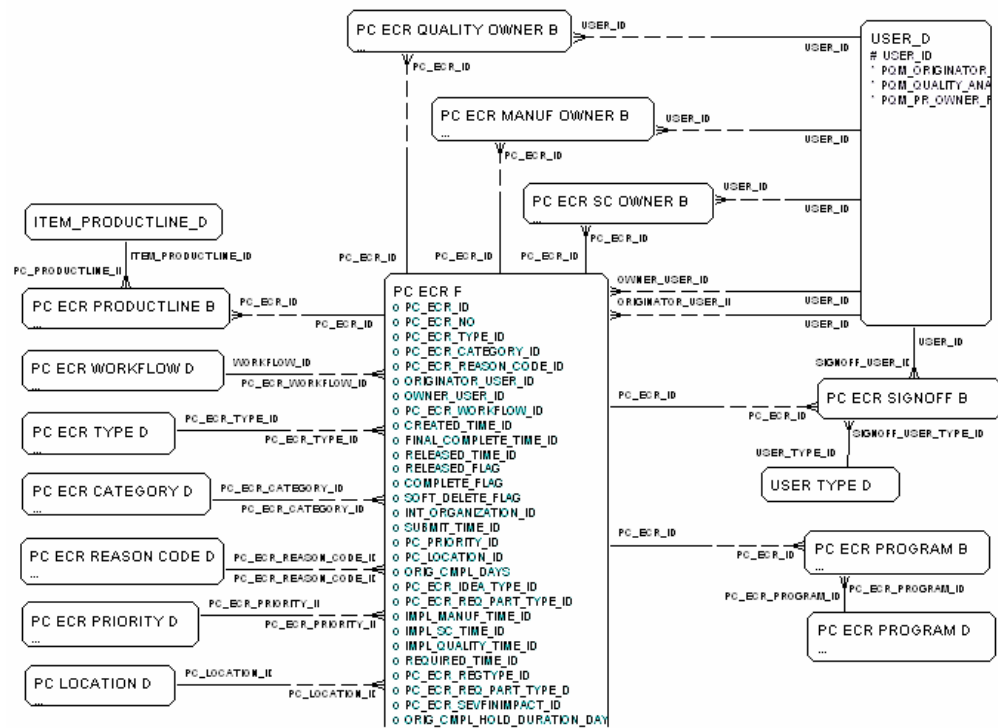 PC ECR QUALITY OWNER B
...
USER_ID
USER_ID
PC_ECR_ID
USER_D
# USER_ID
* PQM_ORIGINATOR_
* PQM_QUALITY_ANA
* PQM_PR_OWNER_F
PC ECR MANUF OWNER B
...
USER_ID
USER_ID
PC_ECR_ID
PC ECR SC OWNER B
...
USER_ID
USER_ID
PC_ECR_ID
ITEM_PRODUCTLINE_D
ITEM_PRODUCTLINE_ID
PC_PRODUCTLINE_II
PC_ECR_ID
PC_ECR_ID
PC_ECR_ID
PC ECR PRODUCTLINE B
...
PC_ECR_ID
PC_ECR_ID
OWNER_USER_ID
ORIGINATOR_USER_II
USER_ID
USER_ID
PC ECR F
o PC_ECR_ID
o PC_ECR_NO
o PC_ECR_TYPE_ID
o PC_ECR_CATEGORY_ID
o PC_ECR_REASON_CODE_ID
o ORIGINATOR_USER_ID
o OWNER_USER_ID
o PC_ECR_WORKFLOW_ID
o CREATED_TIME_ID
o FINAL_COMPLETE_TIME_ID
o RELEASED_TIME_ID
o RELEASED_FLAG
o COMPLETE_FLAG
o SOFT_DELETE_FLAG
o INT_ORGANIZATION_ID
o SUBMIT_TIME_ID
o PC_PRIORITY_ID
o PC_LOCATION_ID
o ORIG_CMPL_DAYS
o PC_ECR_IDEA_TYPE_ID
o PC_ECR_REQ_PART_TYPE_ID
o IMPL_MANUF_TIME_ID
o IMPL_SC_TIME_ID
o IMPL_QUALITY_TIME_ID
o REQUIRED_TIME_ID
o PC_ECR_REGTYPE_ID
o PC_ECR_REQ_PART_TYPE_D
o PC_ECR_SEVFINIMPACT_ID
o ORIG_CMPL_HOLD_DURATION_DAY
PC ECR WORKFLOW D
...
WORKFLOW_ID
PC_ECR_WORKFLOW_ID
PC ECR TYPE D
...
PC_ECR_TYPE_ID
PC_ECR_TYPE_ID
PC ECR CATEGORY D
...
PC_ECR_CATEGORY_ID
PC_ECR_CATEGORY_ID
PC ECR REASON CODE D
...
PC_ECR_REASON_CODE_ID
PC_ECR_REASON_CODE_ID
PC ECR PRIORITY D
...
PC_ECR_PRIORITY_II
PC_ECR_PRIORITY_II
PC LOCATION D
...
PC_LOCATION_ID
PC_LOCATION_ID
USER_ID
SIGNOFF_USER_II
PC_ECR_ID
PC_ECR_ID
PC ECR SIGNOFF B
SIGNOFF_USER_TYPE_ID
USER_TYPE_ID
USER TYPE D
PC_ECR_ID
PC_ECR_ID
PC ECR PROGRAM B
...
PC_ECR_PROGRAM_ID
PC_ECR_PROGRAM_ID
PC ECR PROGRAM D
...